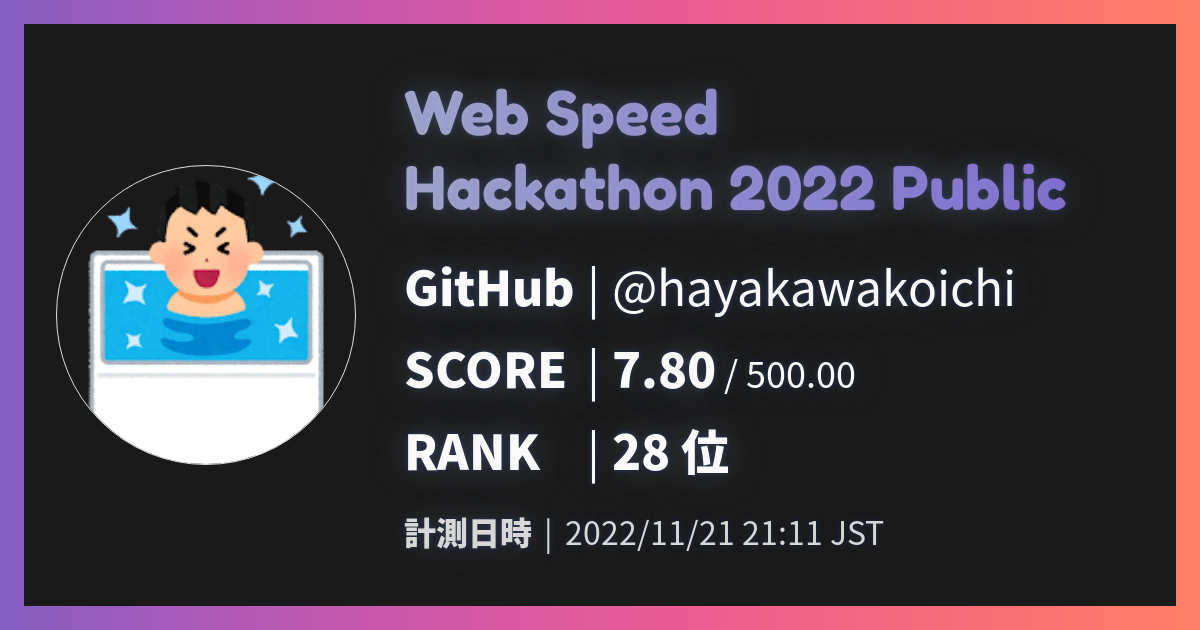 Web Speed
Hackathon 2022 Public
GitHub | @hayakawakoichi
SCORE | 7.80 / 500.00
RANK | 28 位
計測日時 | 2022/11/21 21:11 JST